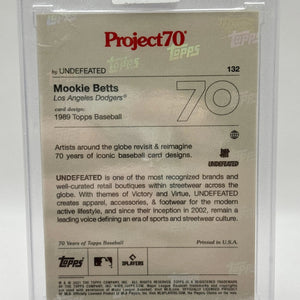 Project70®
by UNDEFEATED
132
Mookie Betts
Los Angeles Dodgers®
70
card design:
1989 Topps Baseball
Artists around the globe revisit & reimagine
70 years of iconic baseball card designs.
UNDEFEATED
UNDEFEATED is one of the most recognized brands and
well-curated retail boutiques within streetwear across the
globe. With themes of Victory and Virtue, UNDEFEATED
creates apparel, accessories, & footwear for the modern
active lifestyle, and since their inception in 2002, remain a
leading voice defining an era of sports and streetwear culture.
70 Years of Topps Baseball
Printed in U.S.A.
Topps
PLAYERS